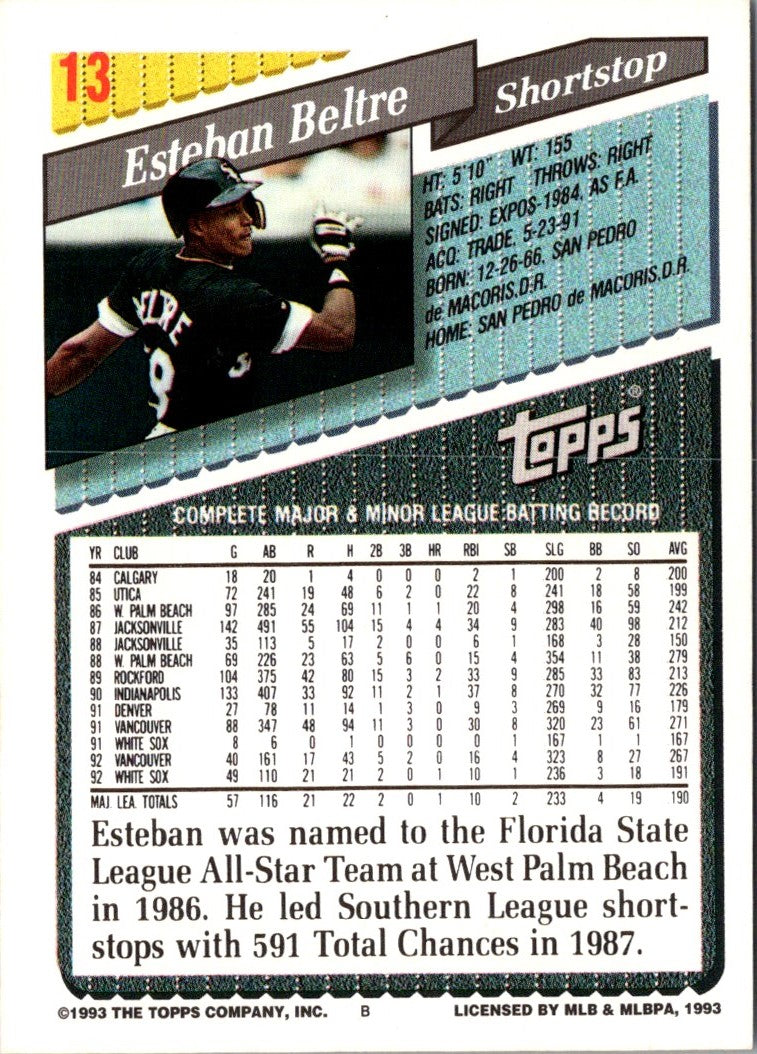 13
Esteban Beltre
Shortstop
HT: 5'10" WT: 155
BATS: RIGHT THROWS: RIGHT
SIGNED: EXPOS-1984, AS F.A.
ACQ: TRADE, 5-23-91
BORN: 12-26-66, SAN PEDRO
de MACORIS,D.R.
HOME: SAN PEDRO de MACORIS,D.R.
TOPPS®
COMPLETE MAJOR & MINOR LEAGUE BATTING RECORD
YR CLUB G AB R H 2B 3B HR RBI SB SLG BB SO AVG
84 CALGARY 18 20 1 4 0 0 0 2 1 .200 2 8 .200
85 UTICA 72 241 19 48 6 2 0 22 8 .241 18 58 .199
86 W. PALM BEACH 97 285 24 69 11 1 1 20 4 .298 16 59 .242
87 JACKSONVILLE 142 491 55 104 15 4 4 34 9 .283 40 98 .212
88 JACKSONVILLE 35 113 5 17 2 0 0 6 1 .168 3 28 .150
88 W. PALM BEACH 69 226 23 63 5 6 0 15 4 .354 11 38 .279
89 ROCKFORD 104 375 42 80 15 3 2 33 9 .285 33 83 .213
90 INDIANAPOLIS 133 407 33 92 11 2 1 37 8 .270 32 77 .226
91 DENVER 27 78 11 14 1 3 0 9 3 .269 9 16 .179
91 VANCOUVER 88 347 48 94 11 3 0 30 8 .320 23 61 .271
91 WHITE SOX 8 6 0 1 0 0 0 0 1 .167 1 1 .167
92 VANCOUVER 40 161 17 43 5 2 0 16 4 .323 8 27 .267
92 WHITE SOX 49 110 21 21 2 0 1 10 1 .236 3 18 .191
MAJ. LEA. TOTALS 57 116 21 22 2 0 1 10 2 .233 4 19 .190
Esteban was named to the Florida State
League All-Star Team at West Palm Beach
in 1986. He led Southern League short-
stops with 591 Total Chances in 1987.
©1993 THE TOPPS COMPANY, INC. B LICENSED BY MLB & MLBPA, 1993